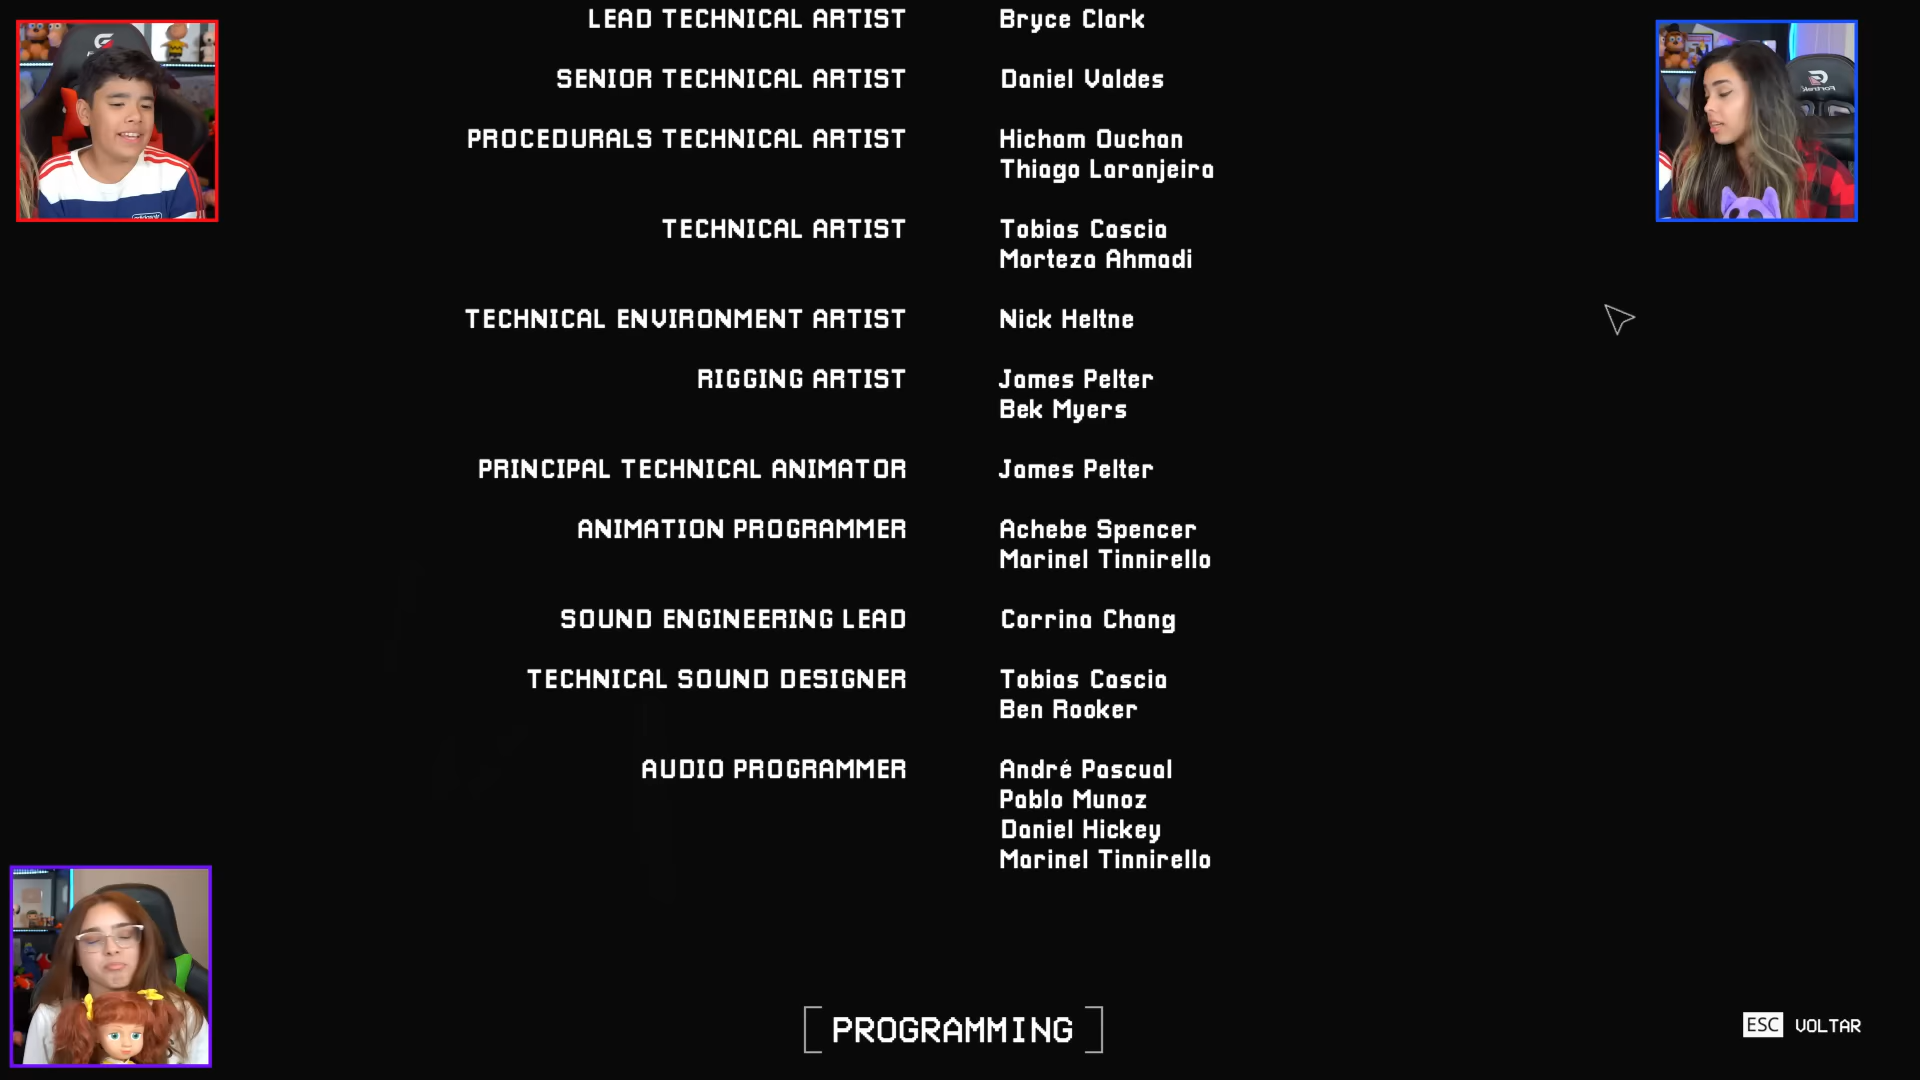 LEAD TECHNICAL ARTIST Bryce Clark
SENIOR TECHNICAL ARTIST Daniel Valdes
PROCEDURALS TECHNICAL ARTIST Hicham Ouchan
Thiago Laranjeira
TECHNICAL ARTIST Tobias Cascia
Morteza Ahmadi
TECHNICAL ENVIRONMENT ARTIST Nick Heltne
RIGGING ARTIST James Pelter
Bek Myers
PRINCIPAL TECHNICAL ANIMATOR James Pelter
ANIMATION PROGRAMMER Achebe Spencer
Marinel Tinnirello
SOUND ENGINEERING LEAD Corrina Chang
TECHNICAL SOUND DESIGNER Tobias Cascia
Ben Rooker
AUDIO PROGRAMMER André Pascual
Pablo Munoz
Daniel Hickey
Marinel Tinnirello
PROGRAMMING
ESC VOLTAR